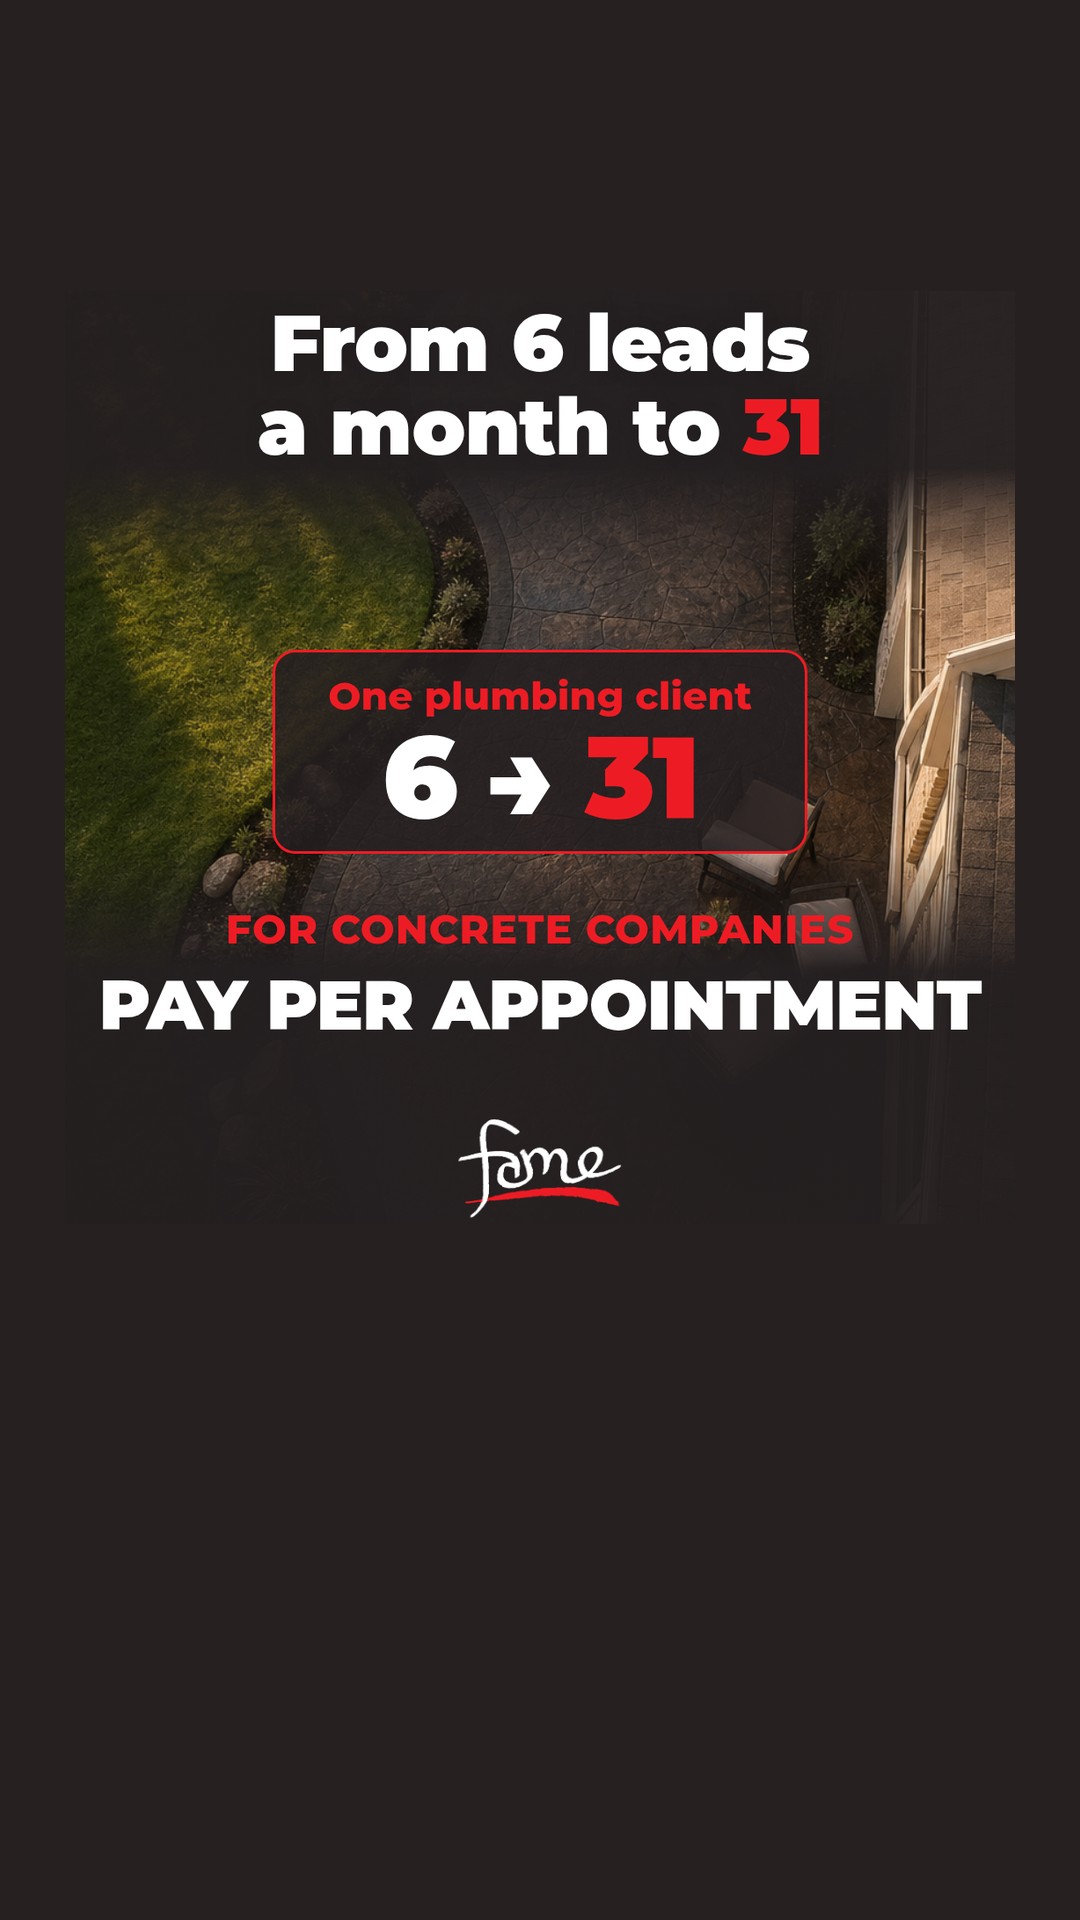 From 6 leads
a month to 31
One plumbing client
6 → 31
FOR CONCRETE COMPANIES
PAY PER APPOINTMENT
fame